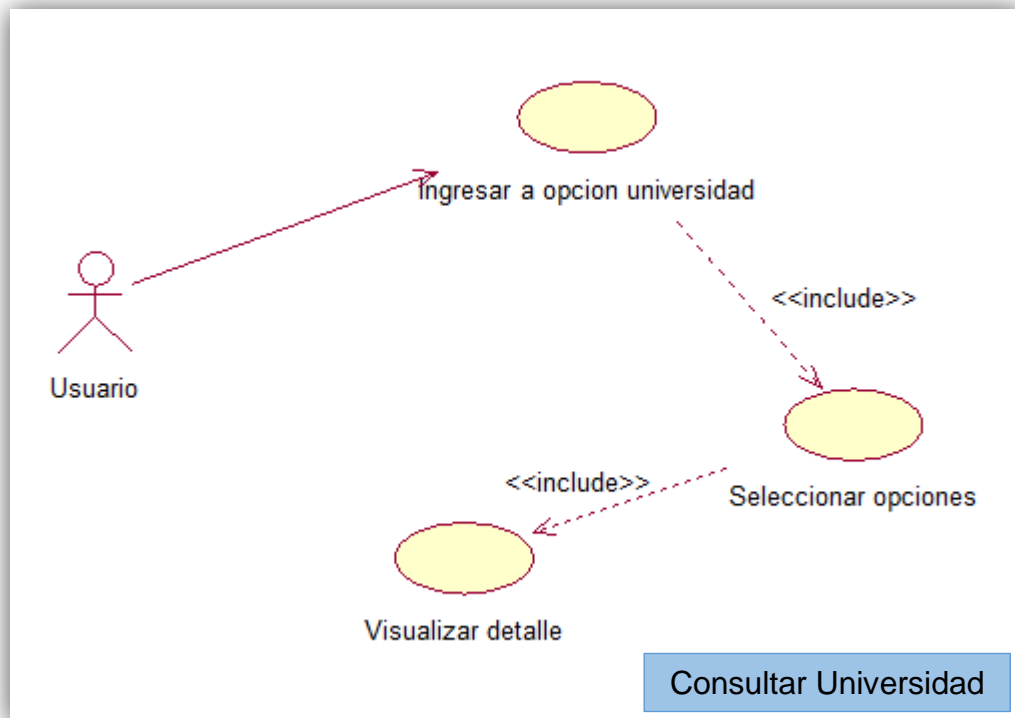 Ingresar a opcion universidad
<<include>>
Usuario
<<include>>
Seleccionar opciones
Visualizar detalle
Consultar Universidad